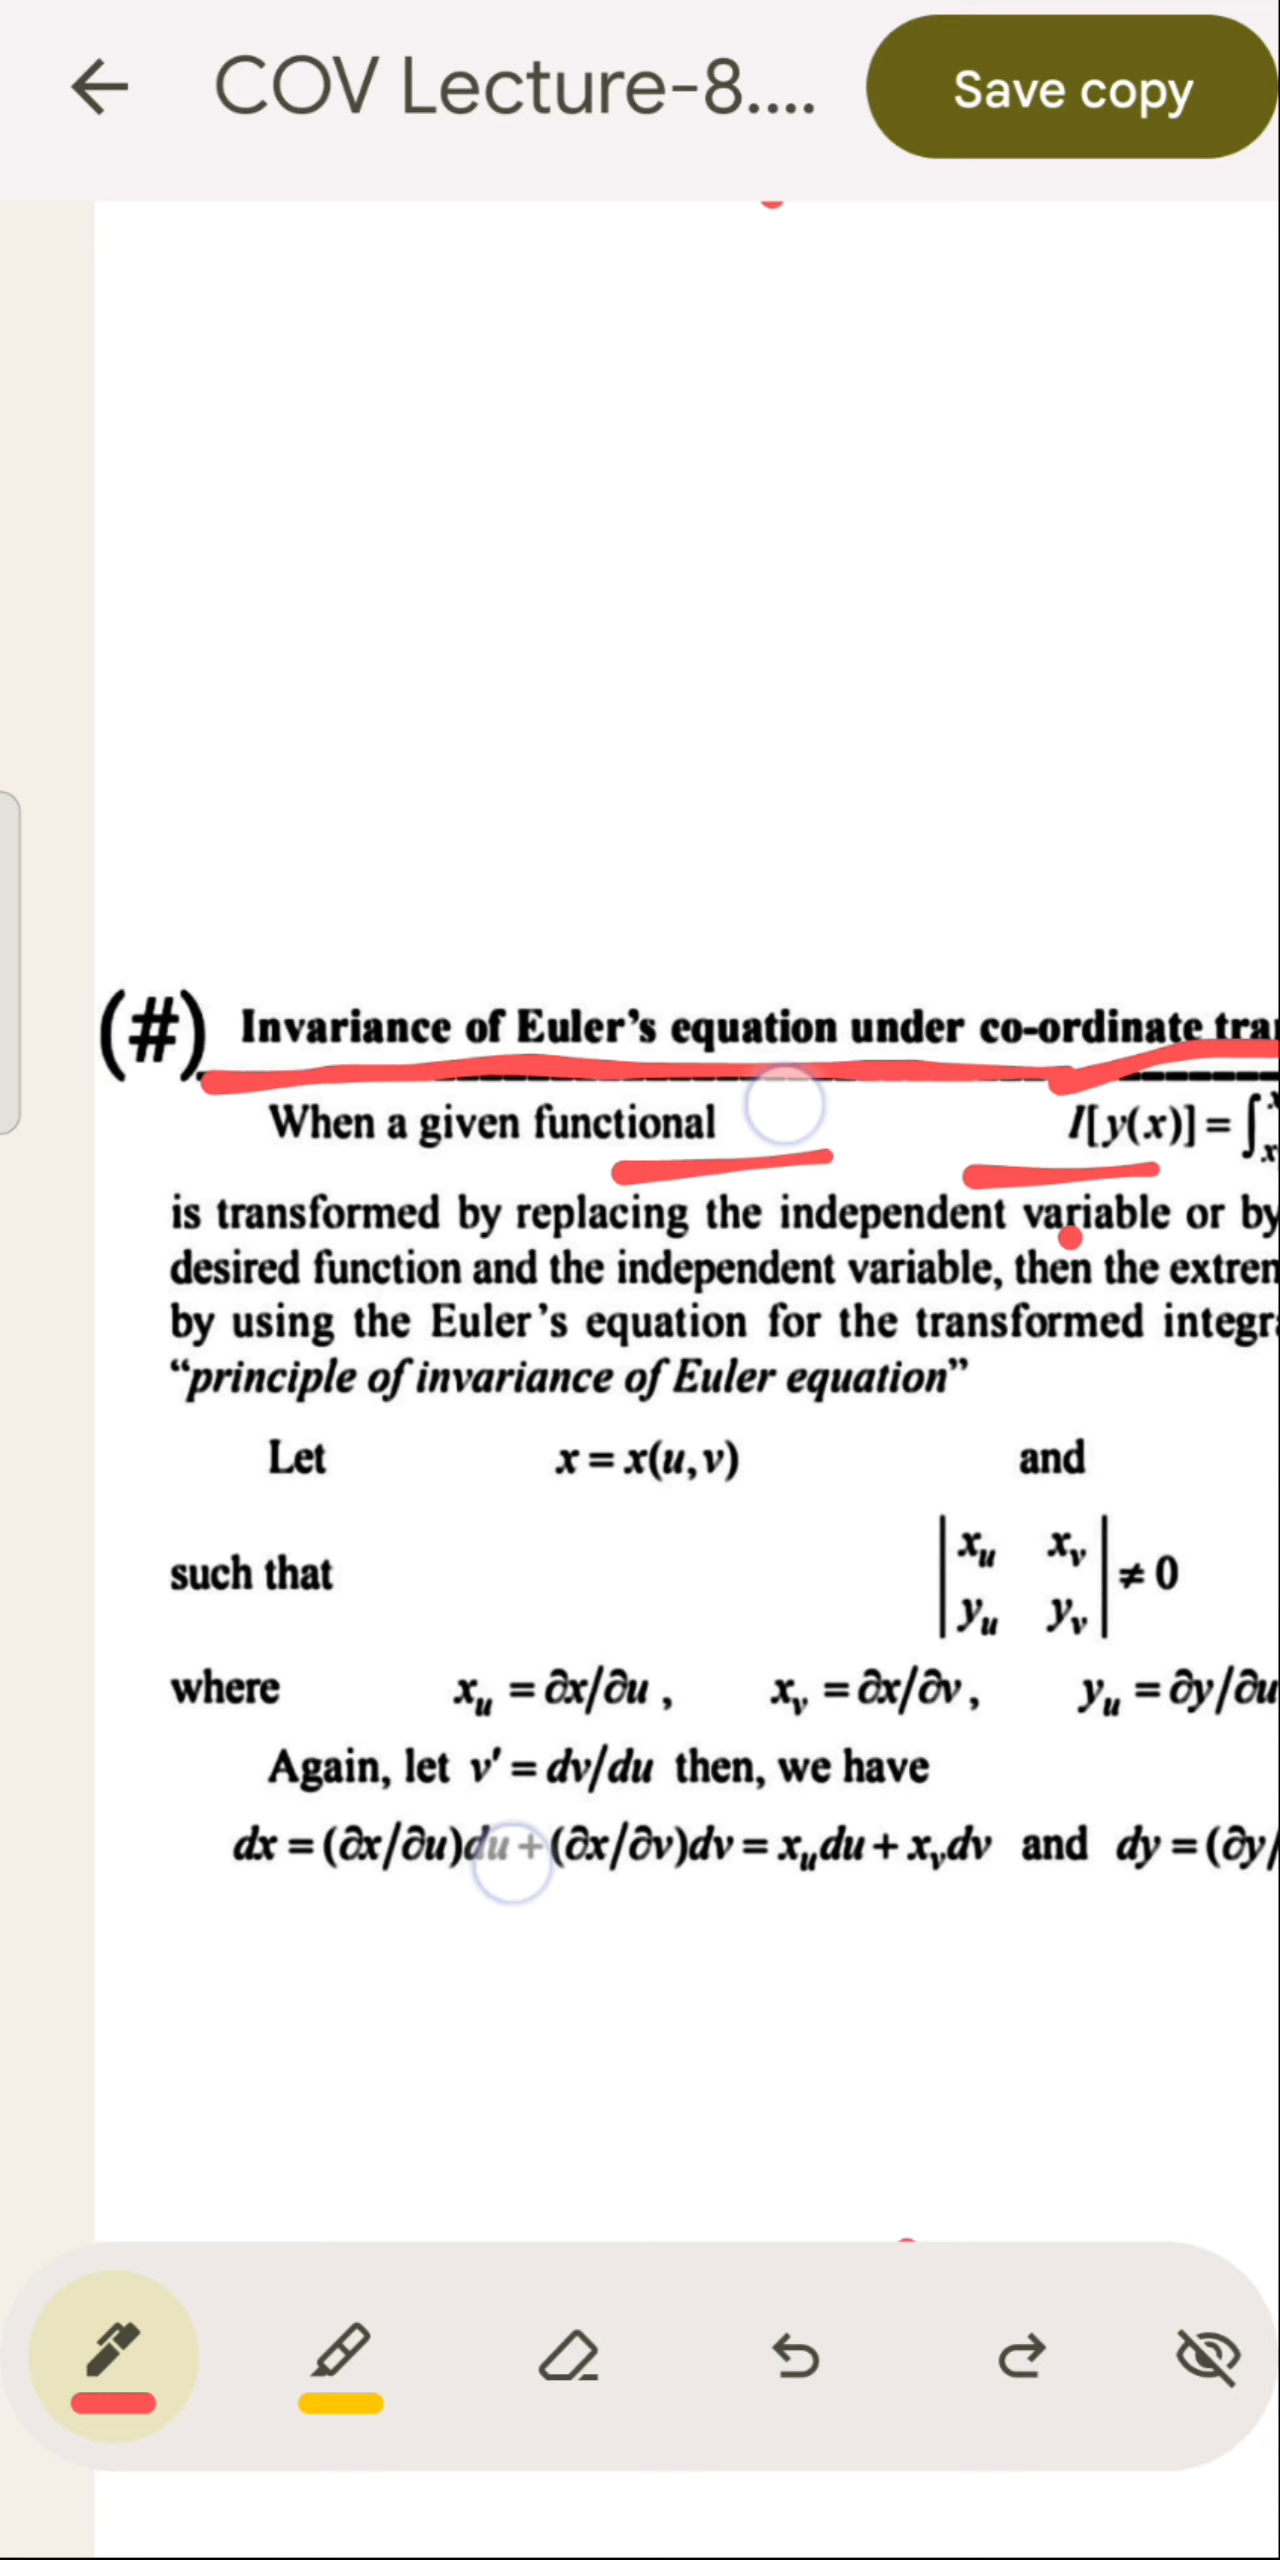 COV Lecture-8....
Save copy
(#) Invariance of Euler’s equation under co-ordinate
When a given functional I[y(x)] = ∫
is transformed by replacing the independent variable or by
desired function and the independent variable, then the
by using the Euler’s equation for the transformed
“principle of invariance of Euler equation”
Let x = x(u, v) and
such that | x_u x_v | ≠ 0
| y_u y_v |
where x_u = ∂x/∂u , x_v = ∂x/∂v , y_u = ∂y/∂u
Again, let v′ = dv/du then, we have
dx = (∂x/∂u)du + (∂x/∂v)dv = x_u du + x_v dv and dy = (∂y/